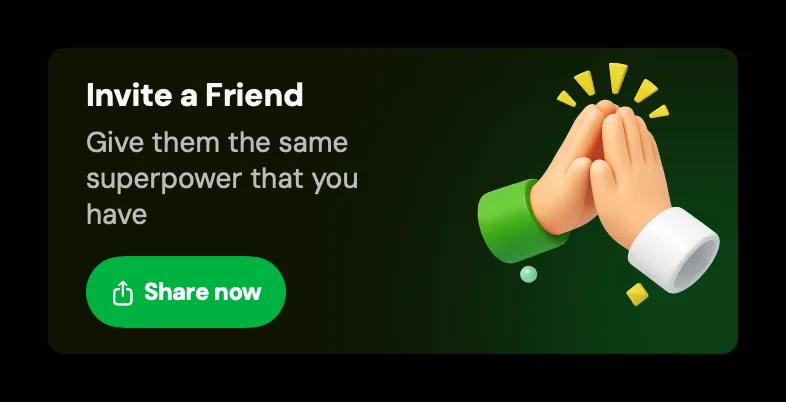 Invite a Friend
Give them the same
superpower that you
have
Share now